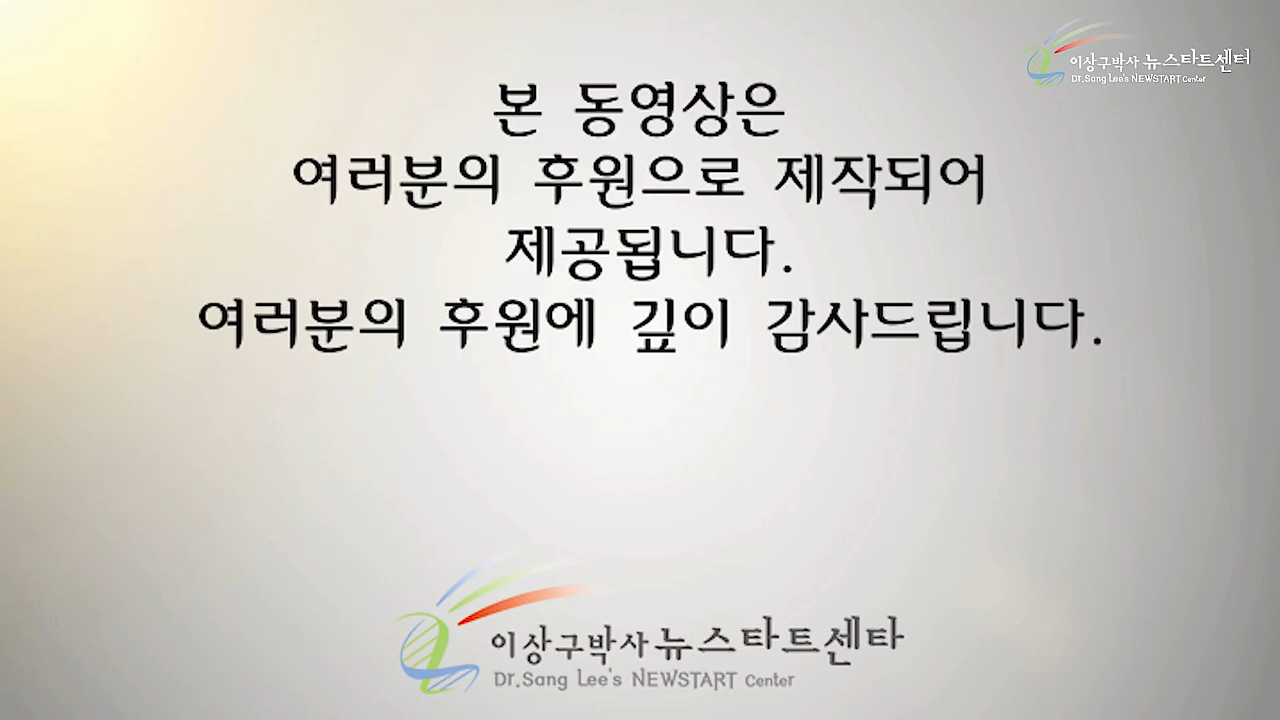 이상구박사 뉴스타트센터
Dr.Sang Lee's NEWSTART Center
본 동영상은
여러분의 후원으로 제작되어
제공됩니다.
여러분의 후원에 깊이 감사드립니다.
이상구박사 뉴스타트센타
Dr.Sang Lee's NEWSTART Center